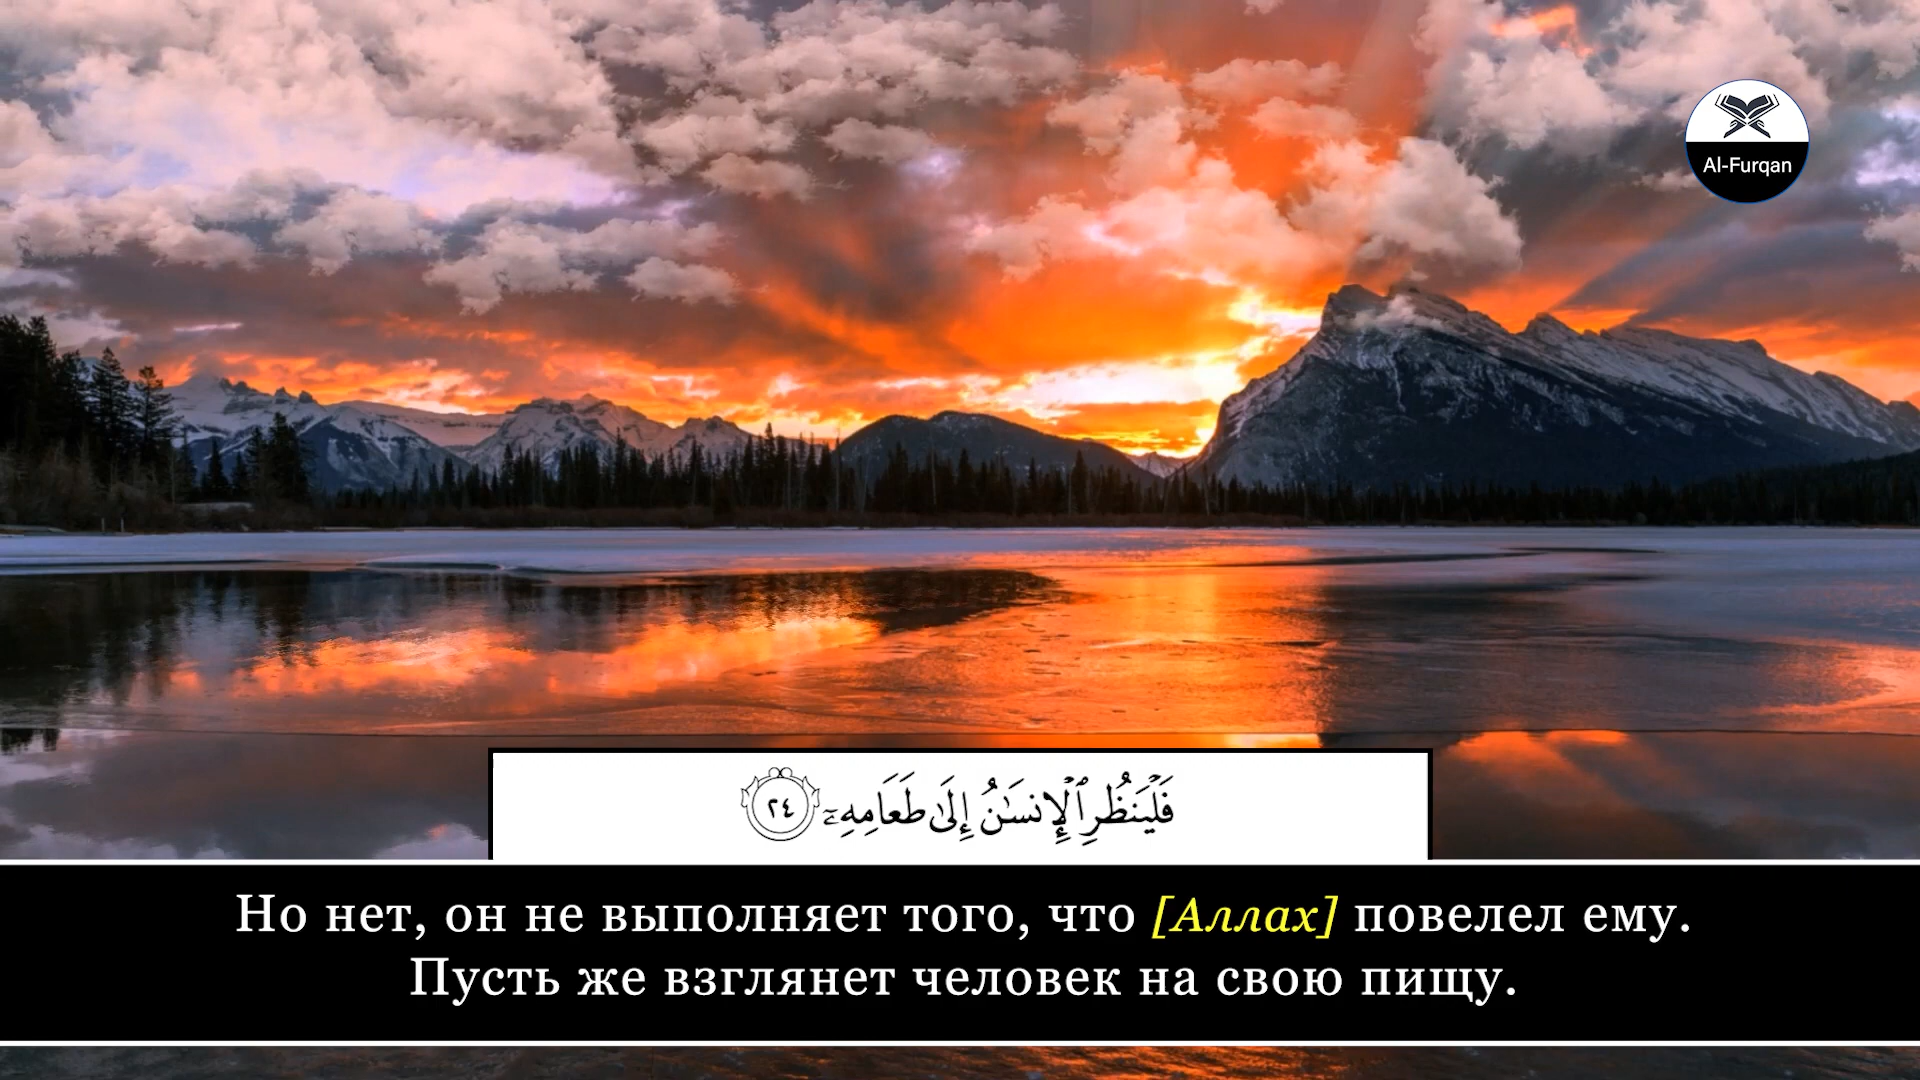 Al-Furqan
فَلْيَنظُرِ ٱلْإِنسَـٰنُ إِلَىٰ طَعَامِهِۦٓ ٢٤
Но нет, он не выполняет того, что [Аллах] повелел ему.
Пусть же взглянет человек на свою пищу.